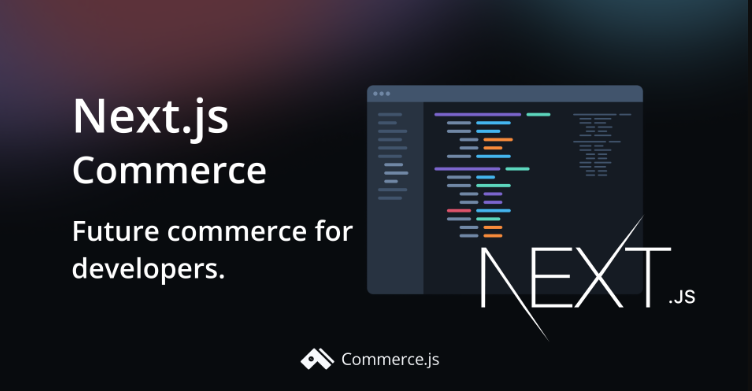 Next.js
Commerce
Future commerce for
developers.
NEXT.JS
Commerce.js